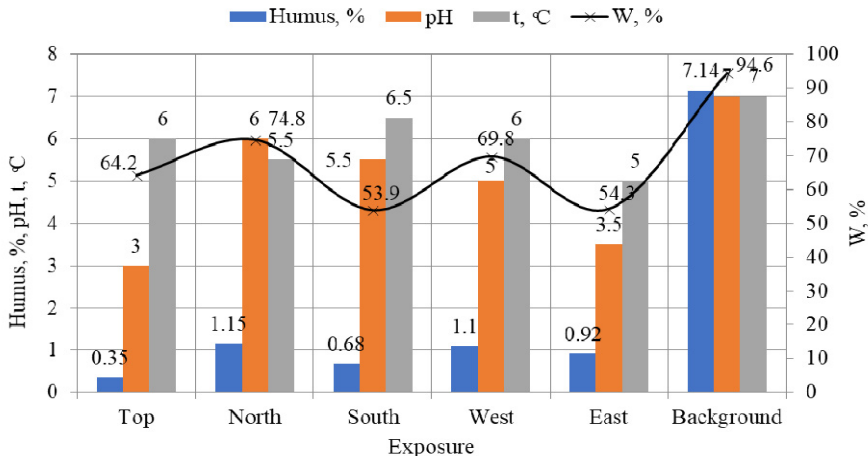 Humus, % pH t, °C W, %
8 100
7.14 7 94.6 7
90
7 6 6 74.8 6.5 6 80
69.8
6 64.2 5.5 70
5.5 5 5
5 53.9 54.3 60
50
4 3 3.5
40
3
30
2 1.15 1.1
0.68 0.92 20
1 0.35 10
0 0
Humus, %, pH, t, °C
W, %
Top North South West East Background
Exposure